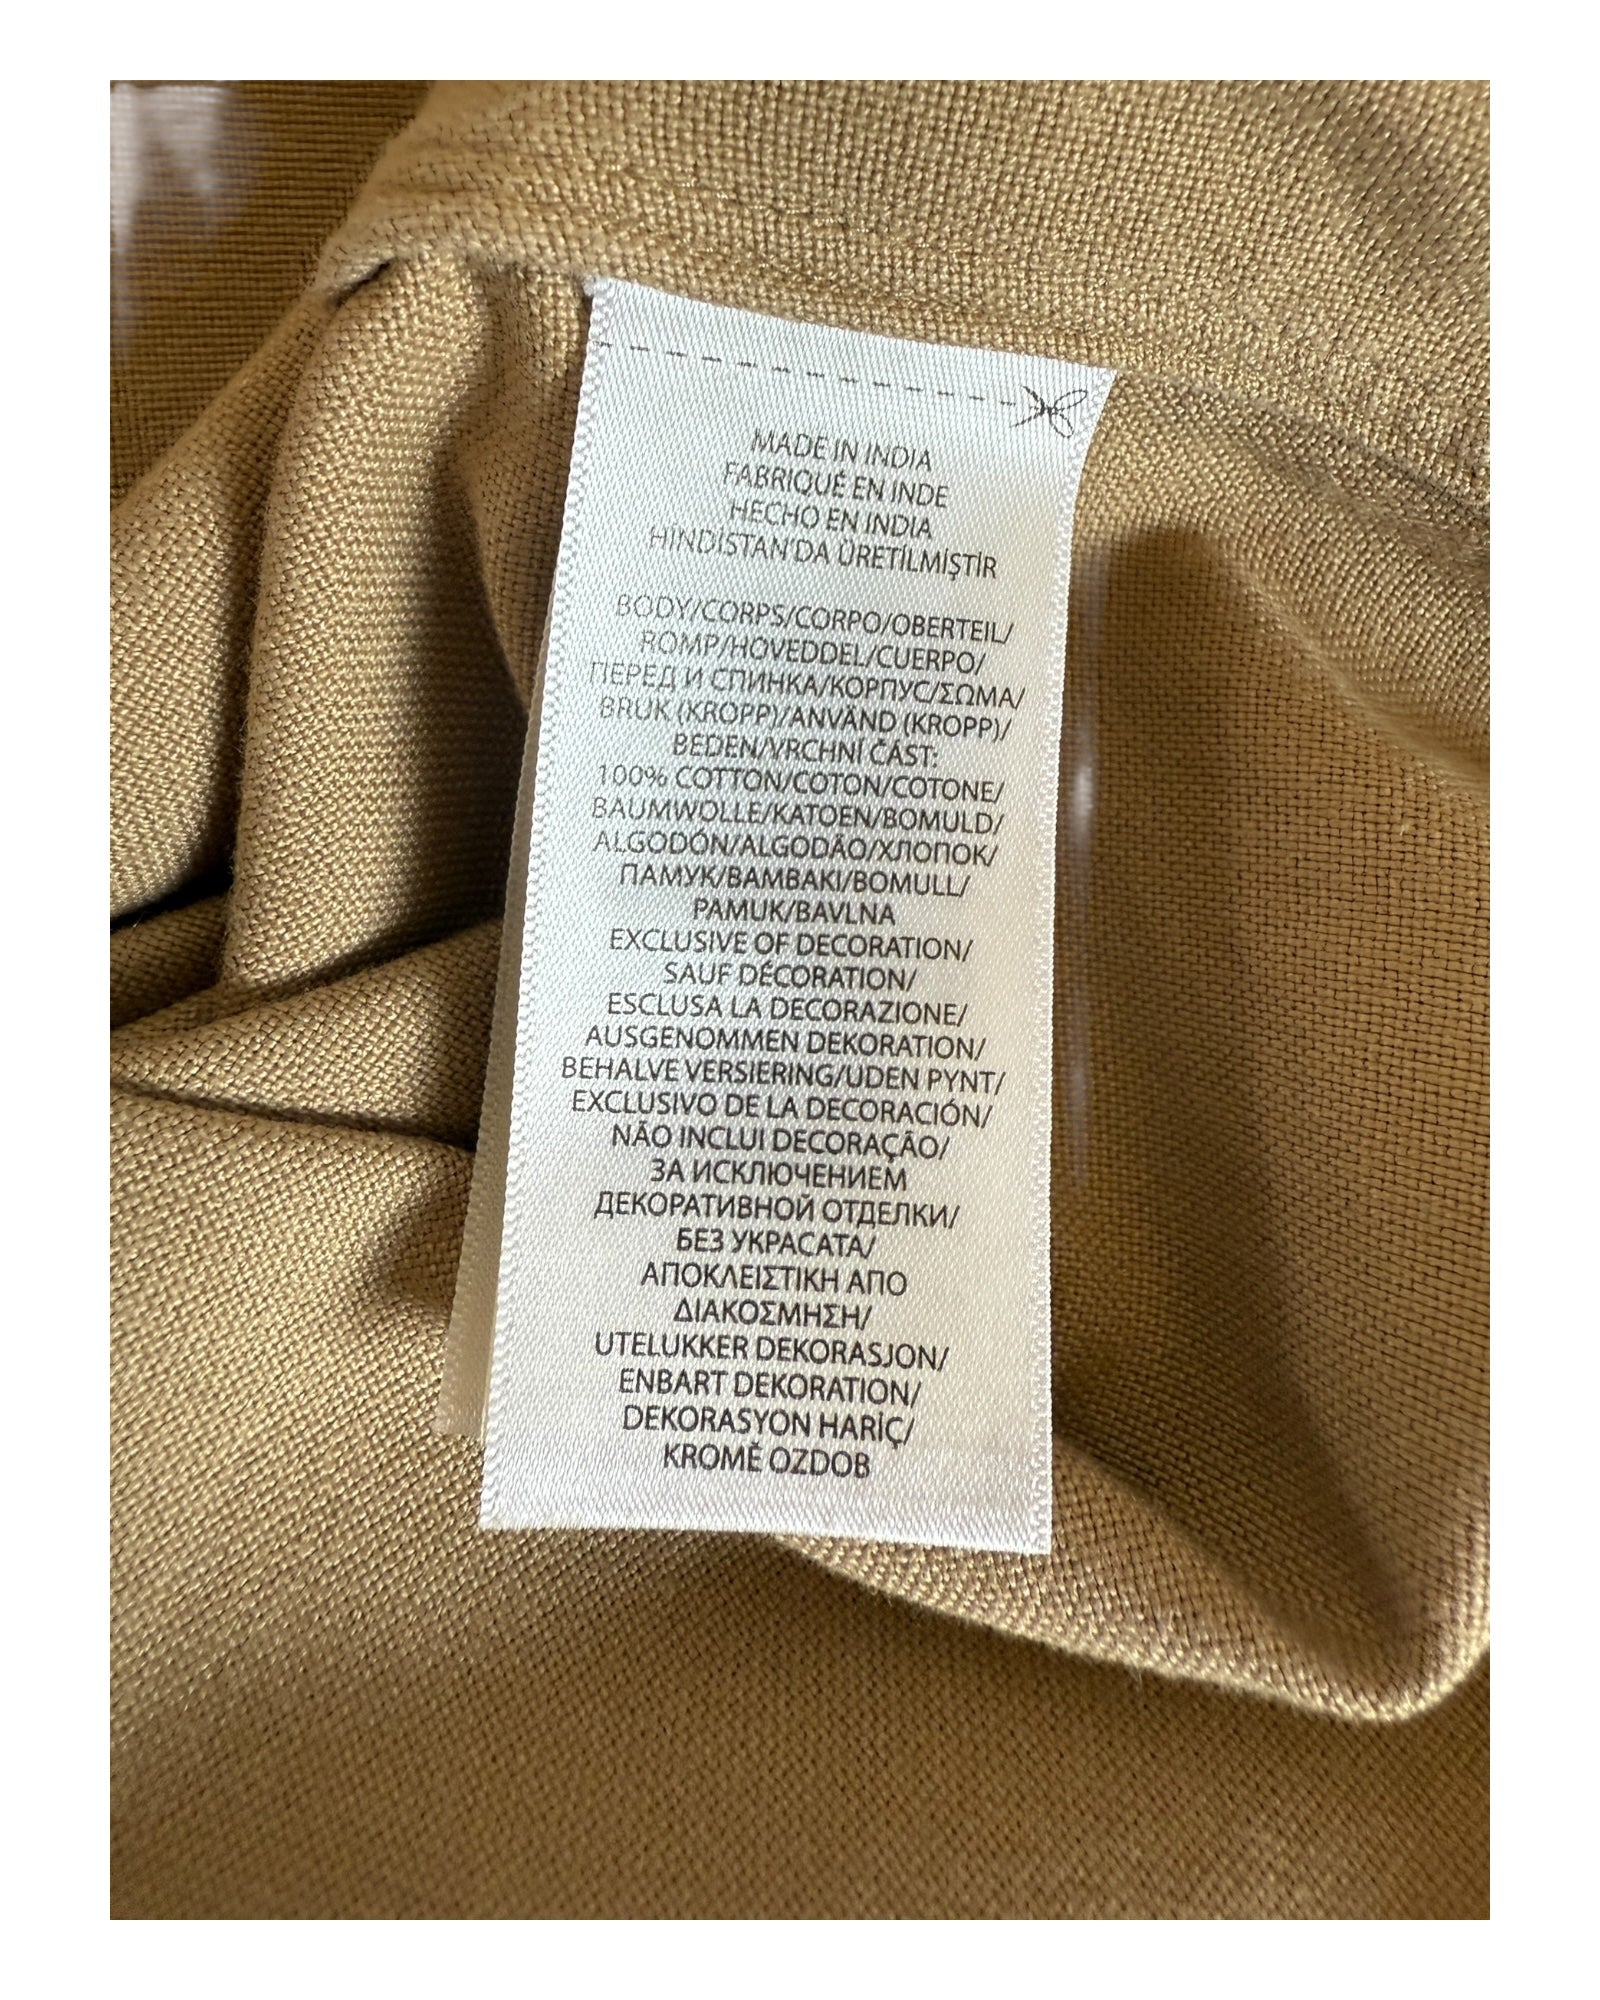 MADE IN INDIA
FABRIQUÉ EN INDE
HECHO EN INDIA
HİNDİSTAN'DA ÜRETİLMİŞTİR
BODY/CORPS/CORPO/OBERTEIL/
ROMP/HOVEDDEL/CUERPO/
ПЕРЕД И СПИНКА/КОРПУС/ΣΩΜΑ/
BRUK (KROPP)/ANVÄND (KROPP)/
BEDEN/VRCHNÍ ČÁST:
100% COTTON/COTON/COTONE/
BAUMWOLLE/KATOEN/BOMULD/
ALGODÓN/ALGODÃO/ХЛОПОК/
ПАМУК/ΒΑΜΒΑΚΙ/BOMULL/
PAMUK/BAVLNA
EXCLUSIVE OF DECORATION/
SAUF DÉCORATION/
ESCLUSA LA DECORAZIONE/
AUSGENOMMEN DEKORATION/
BEHALVE VERSIERING/UDEN PYNT/
EXCLUSIVO DE LA DECORACIÓN/
NÃO INCLUI DECORAÇÃO/
ЗА ИСКЛЮЧЕНИЕМ
ДЕКОРАТИВНОЙ ОТДЕЛКИ/
БЕЗ УКРАСАТА/
ΑΠΟΚΛΕΙΣΤΙΚΗ ΑΠΟ
ΔΙΑΚΟΣΜΗΣΗ/
UTELUKKER DEKORASJON/
ENBART DEKORATION/
DEKORASYON HARİÇ/
KROMĚ OZDOB